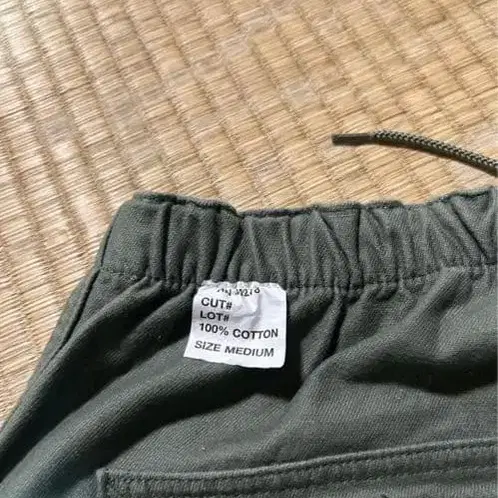 CUT#
LOT#
100% COTTON
SIZE MEDIUM